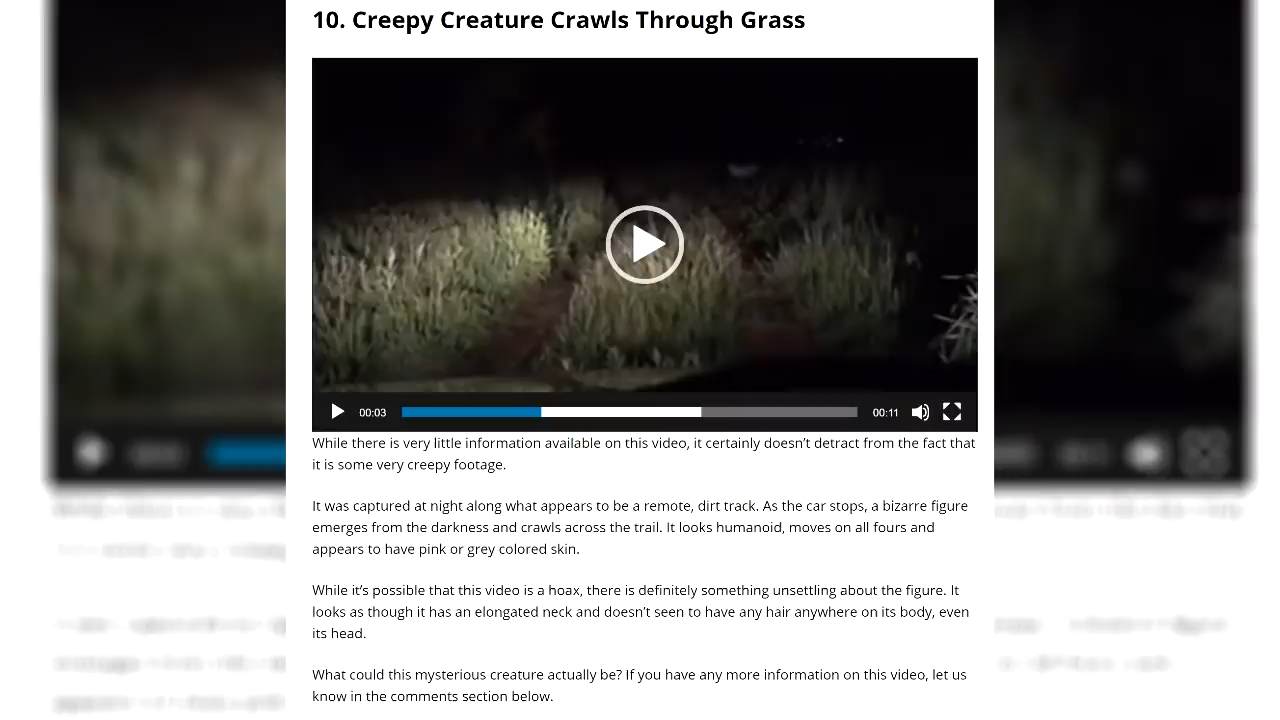 10. Creepy Creature Crawls Through Grass
00:03
00:11
While there is very little information available on this video, it certainly doesn’t detract from the fact that
it is some very creepy footage.
It was captured at night along what appears to be a remote, dirt track. As the car stops, a bizarre figure
emerges from the darkness and crawls across the trail. It looks humanoid, moves on all fours and
appears to have pink or grey colored skin.
While it’s possible that this video is a hoax, there is definitely something unsettling about the figure. It
looks as though it has an elongated neck and doesn’t seen to have any hair anywhere on its body, even
its head.
What could this mysterious creature actually be? If you have any more information on this video, let us
know in the comments section below.